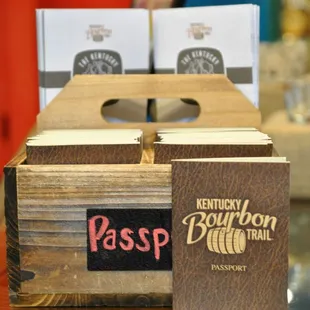 THE KENTUCKY
THE KENTUCKY
Passp
KENTUCKY
Bourbon
TRAIL
PASSPORT